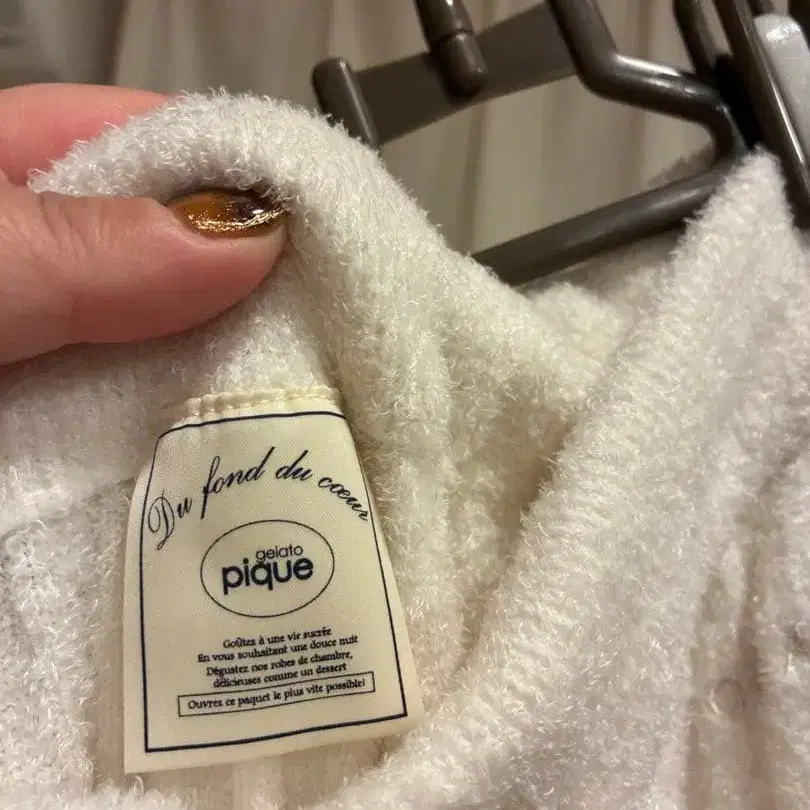 Du fond du cœur
gelato
pique
Goûtez à une vie sucrée
En vous souhaitant une douce nuit
Dégustez nos robes de chambre,
délicieuses comme un dessert
Ouvrez ce paquet le plus vite possible!